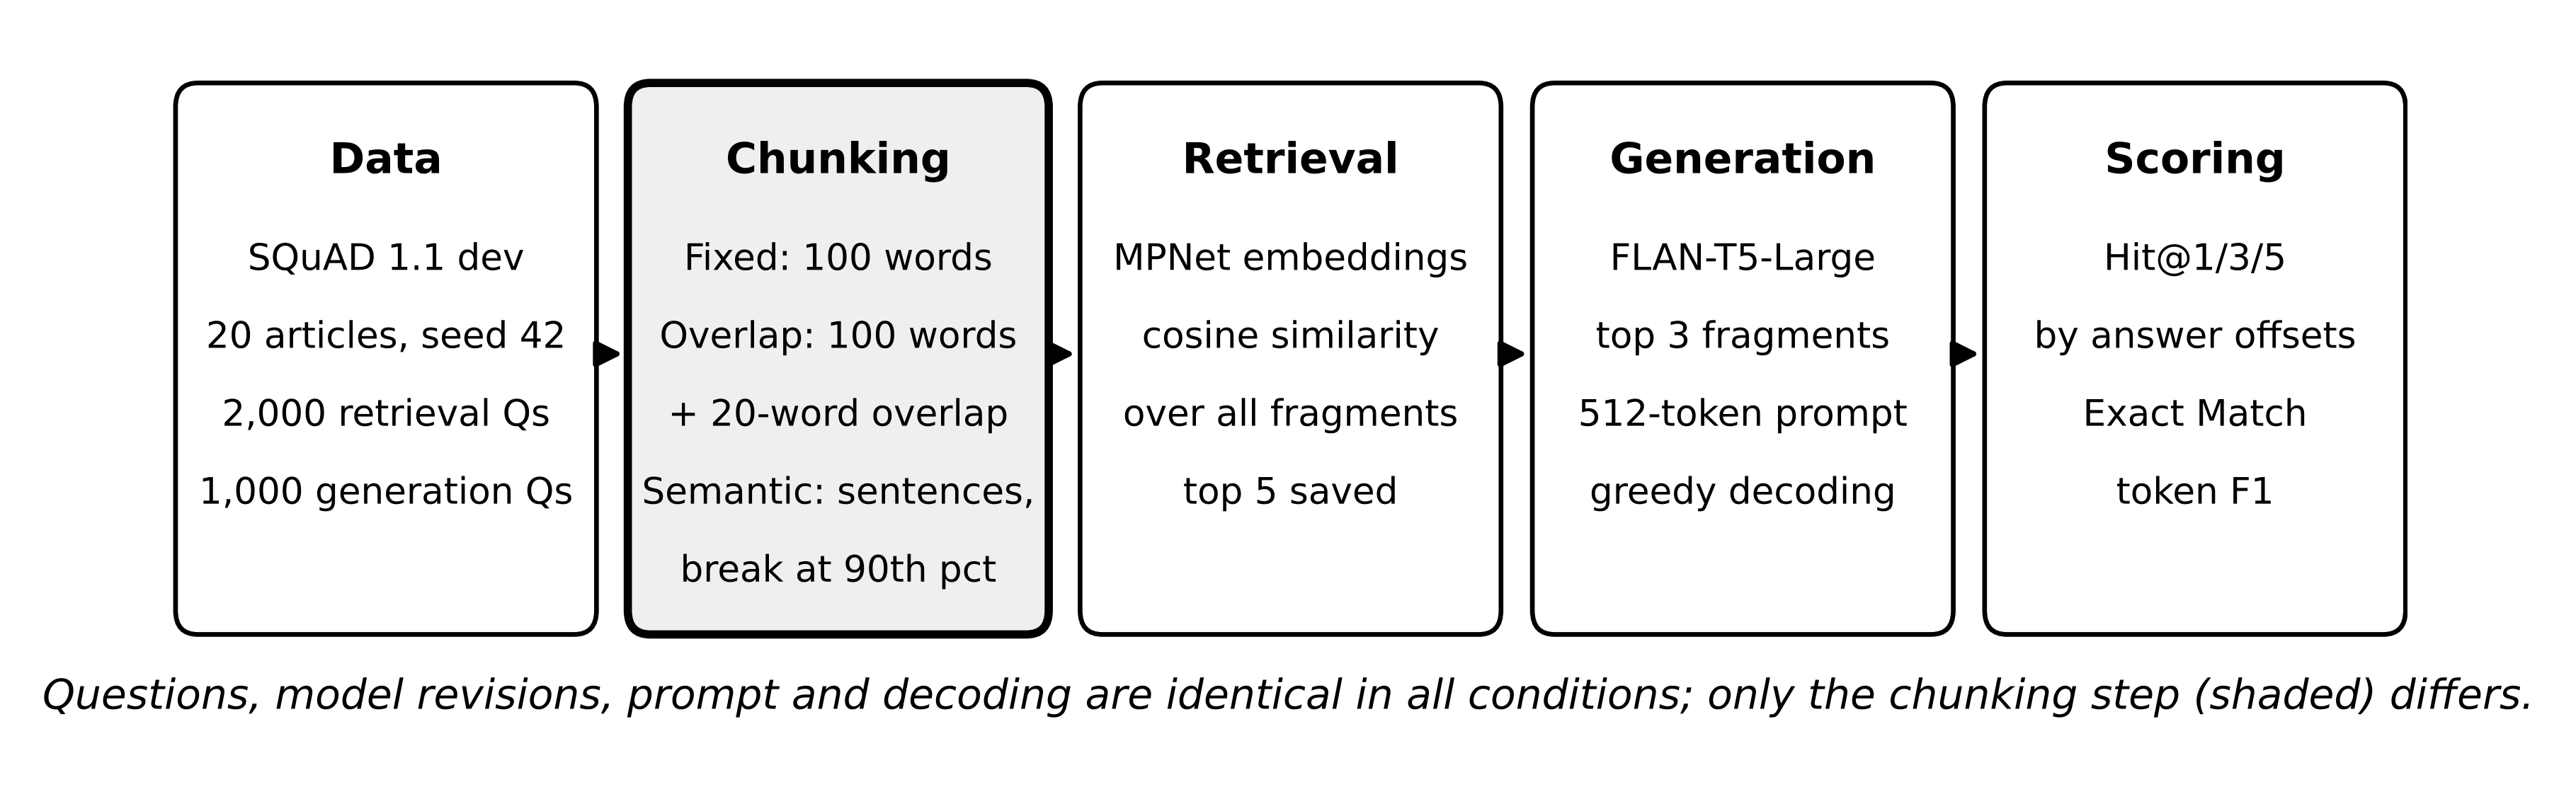 Data
SQuAD 1.1 dev
20 articles, seed 42
2,000 retrieval Qs
1,000 generation Qs
Chunking
Fixed: 100 words
Overlap: 100 words
+ 20-word overlap
Semantic: sentences,
break at 90th pct
Retrieval
MPNet embeddings
cosine similarity
over all fragments
top 5 saved
Generation
FLAN-T5-Large
top 3 fragments
512-token prompt
greedy decoding
Scoring
Hit@1/3/5
by answer offsets
Exact Match
token F1
Questions, model revisions, prompt and decoding are identical in all conditions; only the chunking step (shaded) differs.